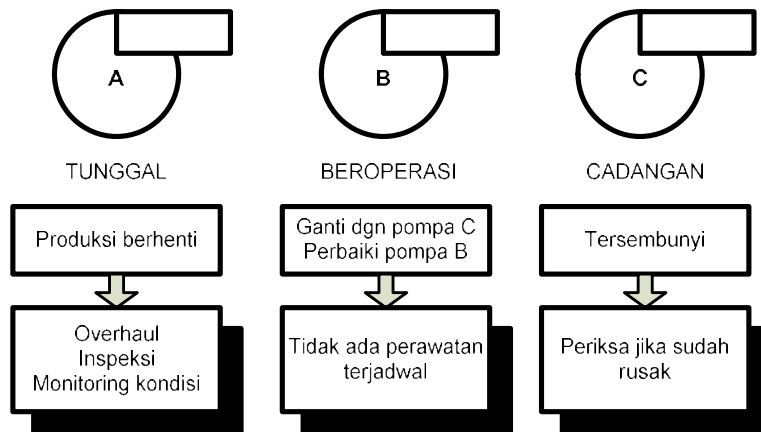 A
B
C
TUNGGAL
BEROPERASI
CADANGAN
Produksi berhenti
Ganti dgn pompa C
Perbaiki pompa B
Tersembunyi
Overhaul
Inspeksi
Monitoring kondisi
Tidak ada perawatan
terjadwal
Periksa jika sudah
rusak